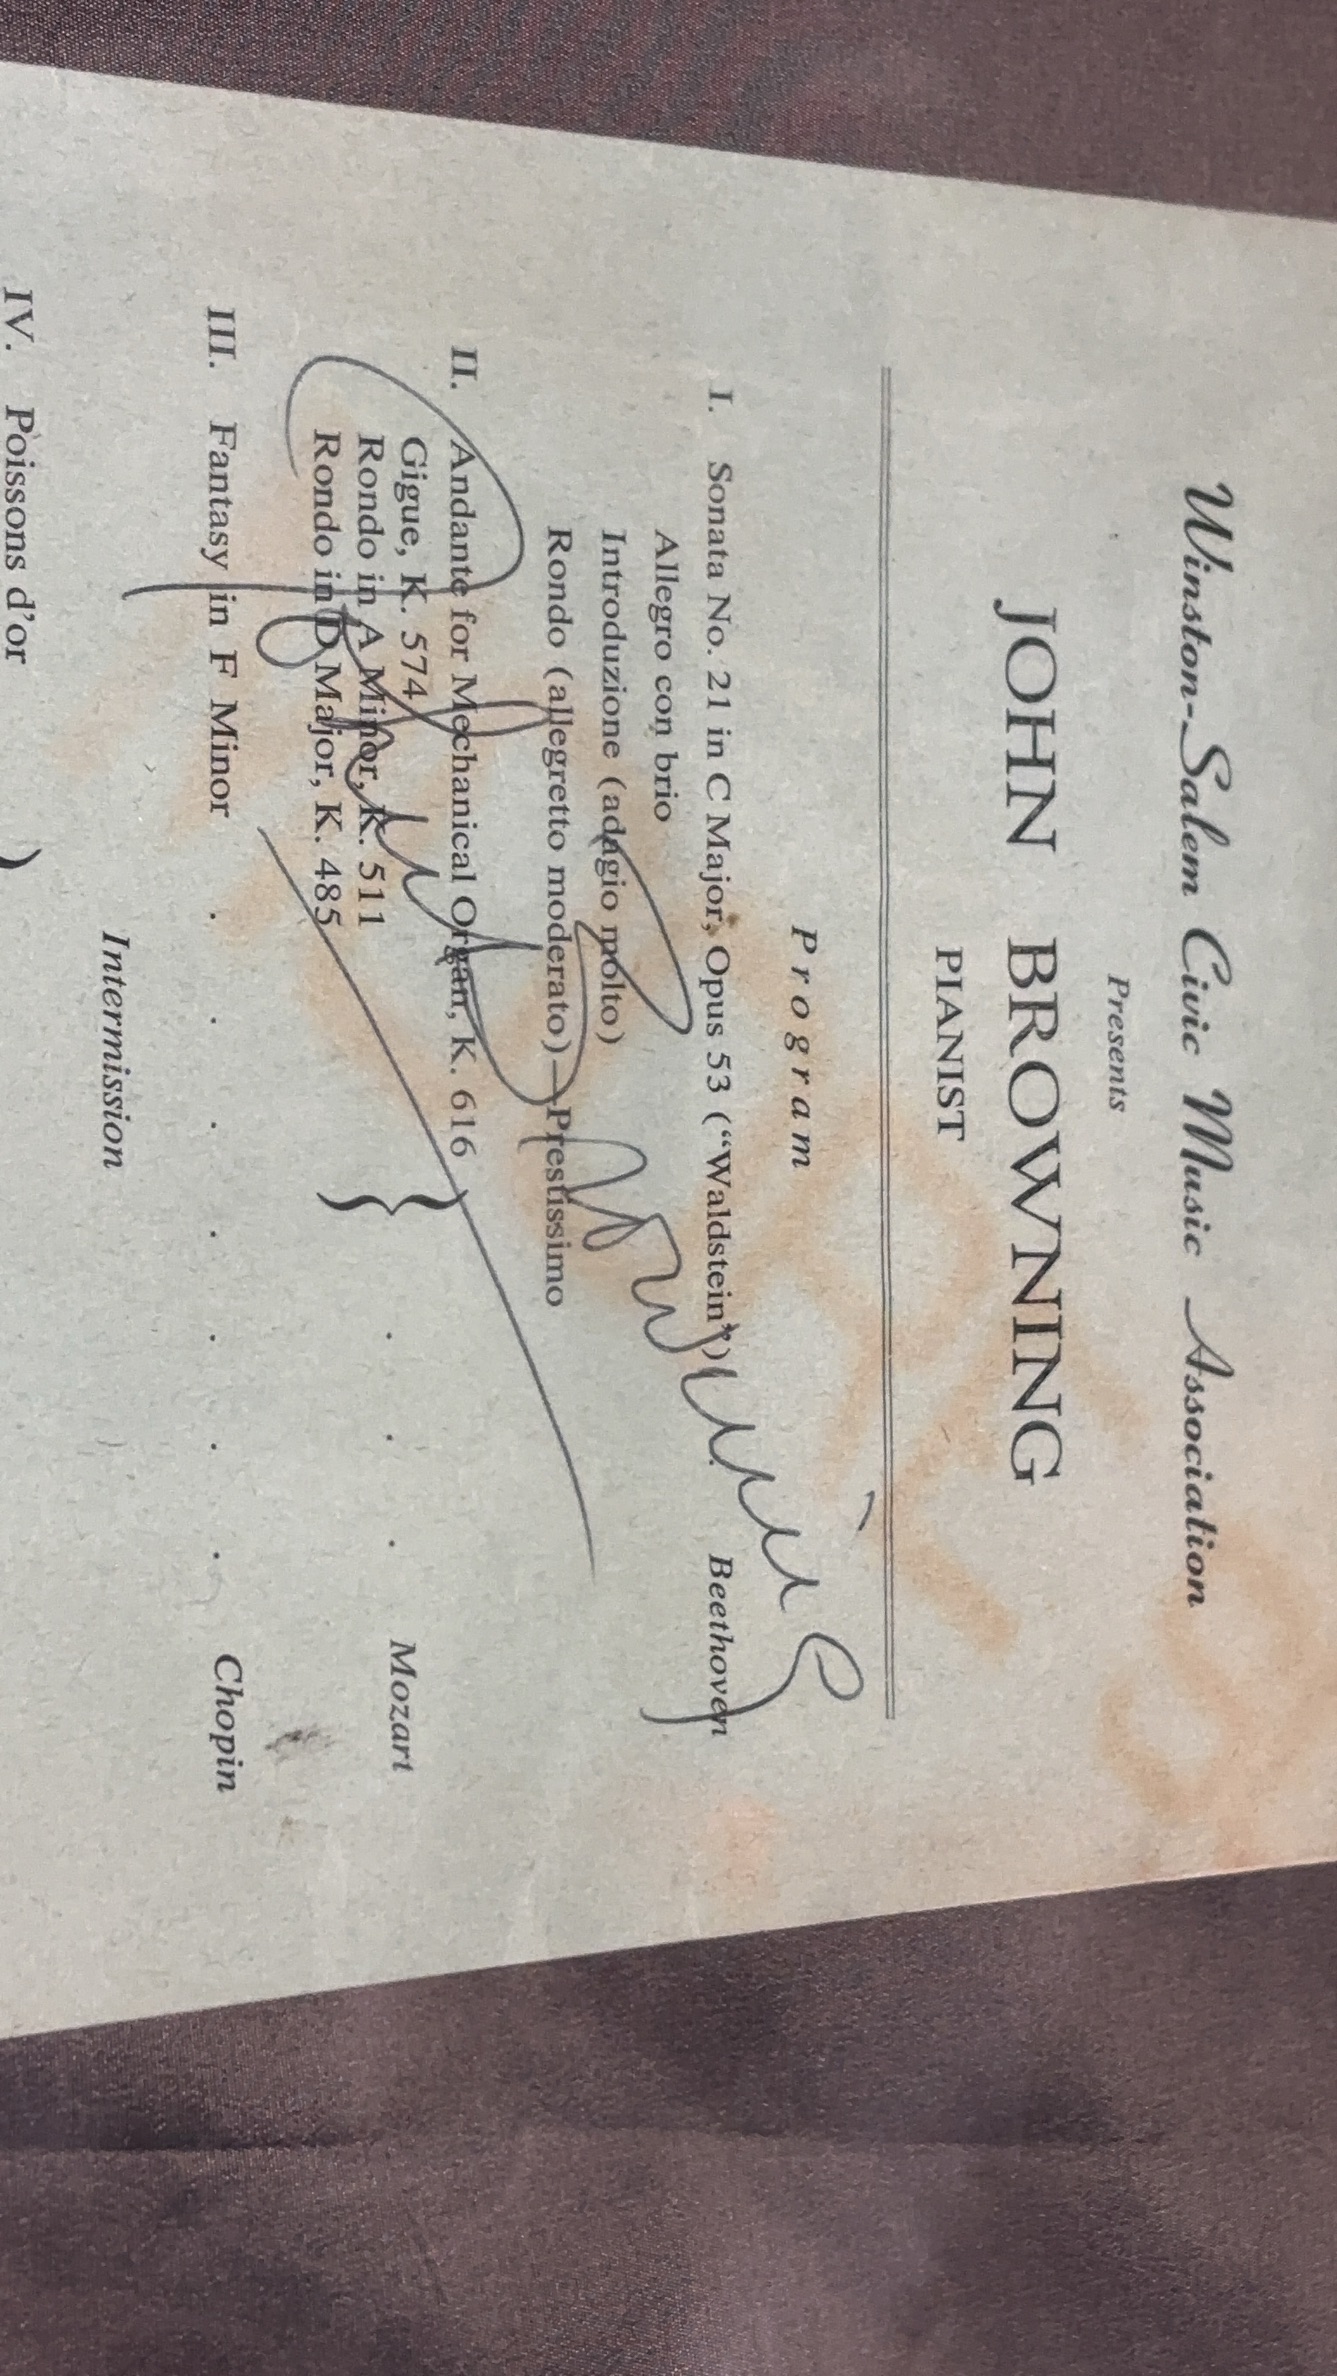 Winston-Salem Civic Music Association
Presents
JOHN BROWNING
PIANIST
Program
I. Sonata No. 21 in C Major, Opus 53 ("Waldstein") Beethoven
Allegro con brio
Introduzione (adagio molto)
Rondo (allegretto moderato)—Prestissimo
II. Andante for Mechanical Organ, K. 616
Gigue, K. 574
Rondo in A Minor, K. 511
Rondo in D Major, K. 485
} . . . Mozart
III. Fantasy in F Minor . . . . . . . Chopin
Intermission
IV. Poissons d'or )
John Browning